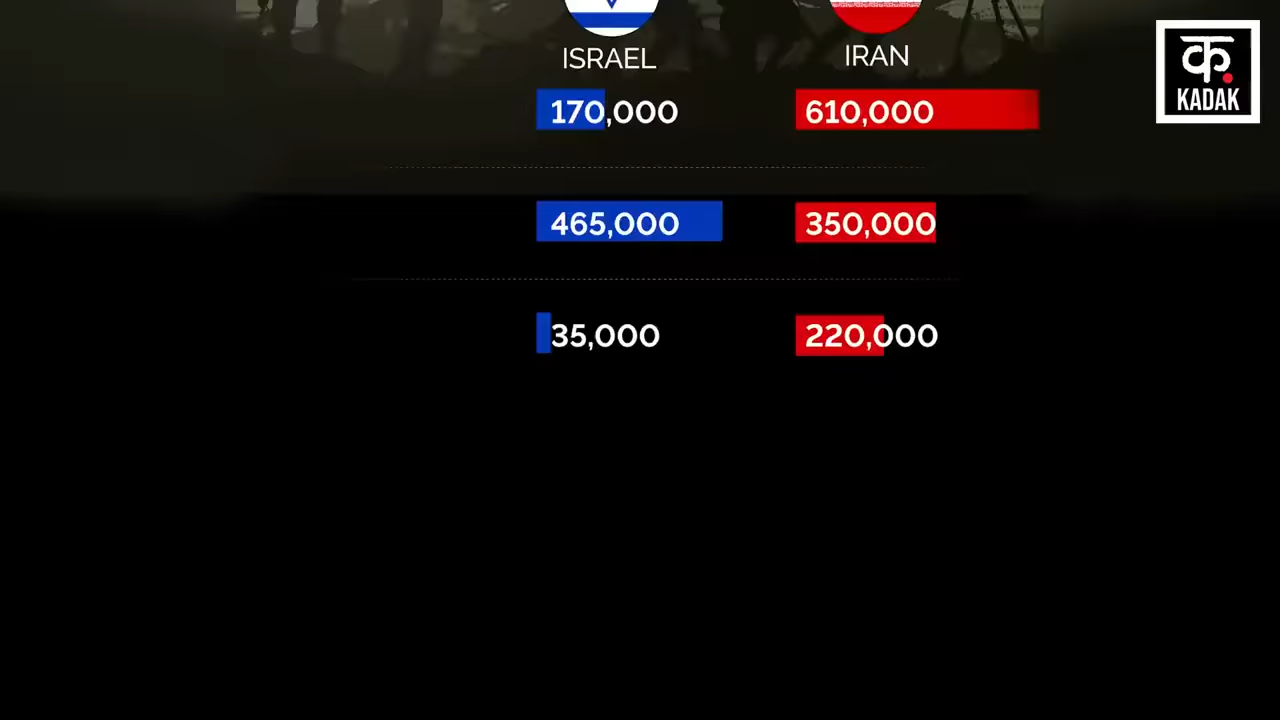 ISRAEL IRAN
170,000 610,000
465,000 350,000
35,000 220,000
क.
KADAK